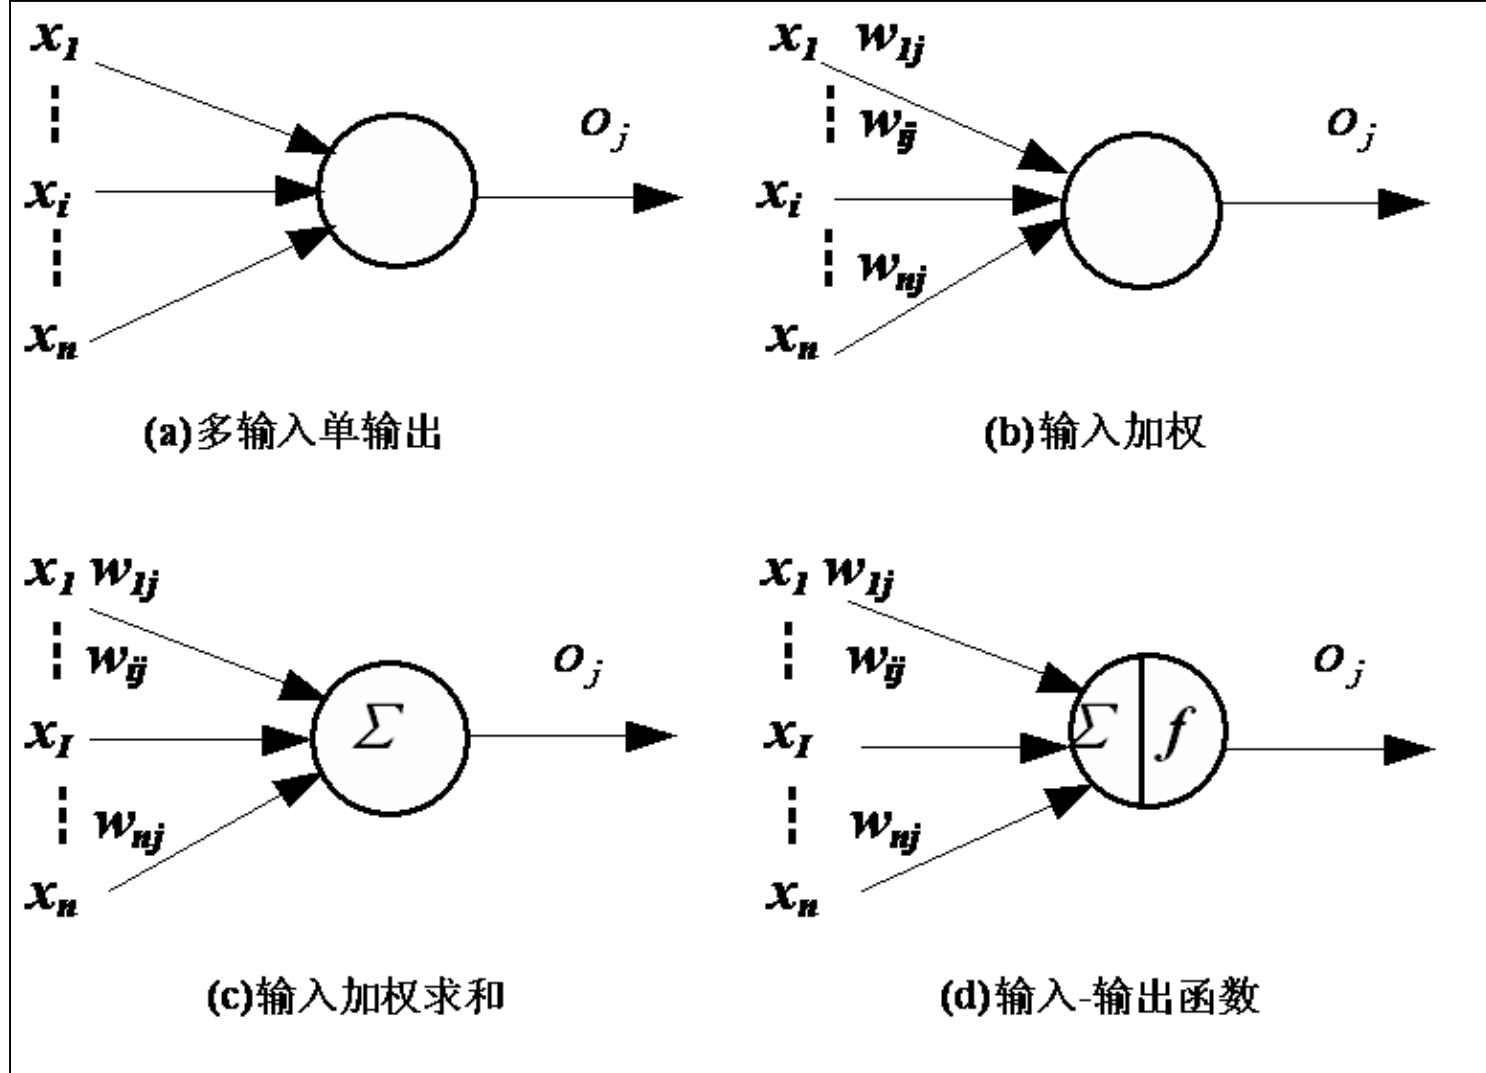 x1
xi
xn
oj
(a)多输入单输出
x1 w1j
wij
xi
wnj
xn
oj
(b)输入加权
x1 w1j
wij
xI
wnj
xn
Σ
oj
(c)输入加权求和
x1 w1j
wij
xI
wnj
xn
Σ f
oj
(d)输入-输出函数